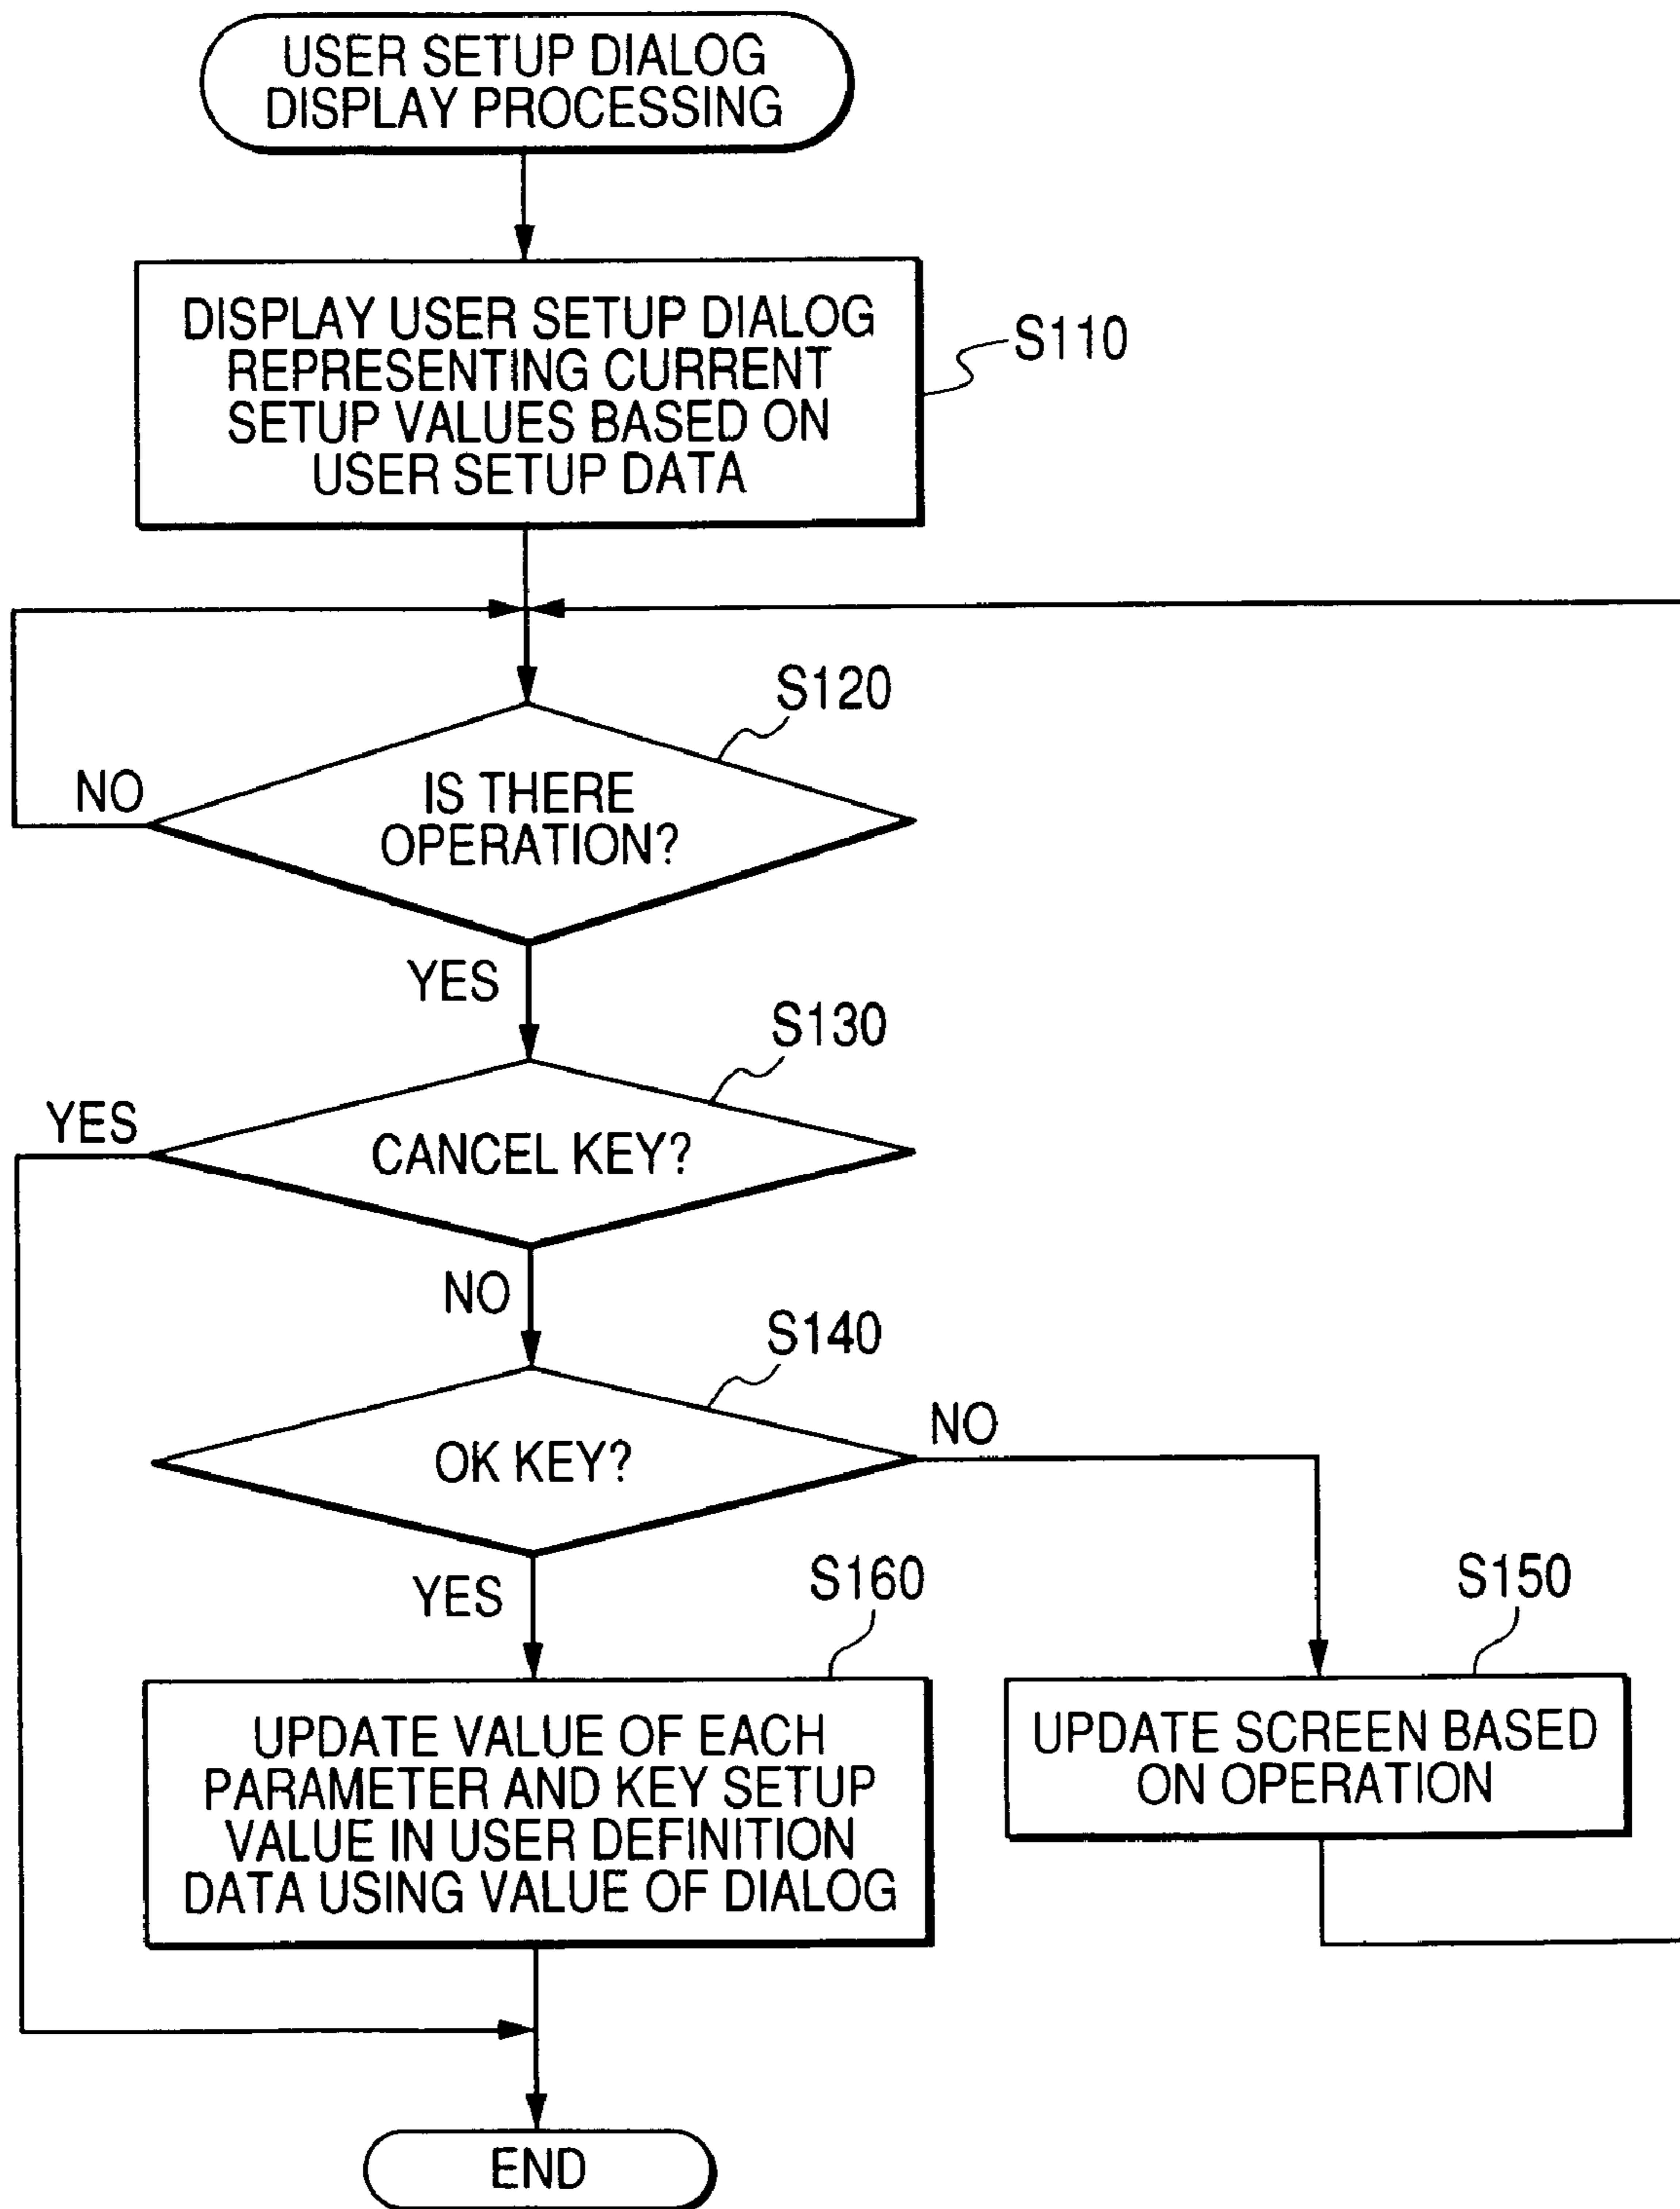 USER SETUP DIALOG
DISPLAY PROCESSING
DISPLAY USER SETUP DIALOG
REPRESENTING CURRENT
SETUP VALUES BASED ON
USER SETUP DATA
S110
S120
NO
IS THERE
OPERATION?
YES
S130
YES
CANCEL KEY?
NO
S140
NO
OK KEY?
YES
S160
S150
UPDATE VALUE OF EACH
PARAMETER AND KEY SETUP
VALUE IN USER DEFINITION
DATA USING VALUE OF DIALOG
UPDATE SCREEN BASED
ON OPERATION
END